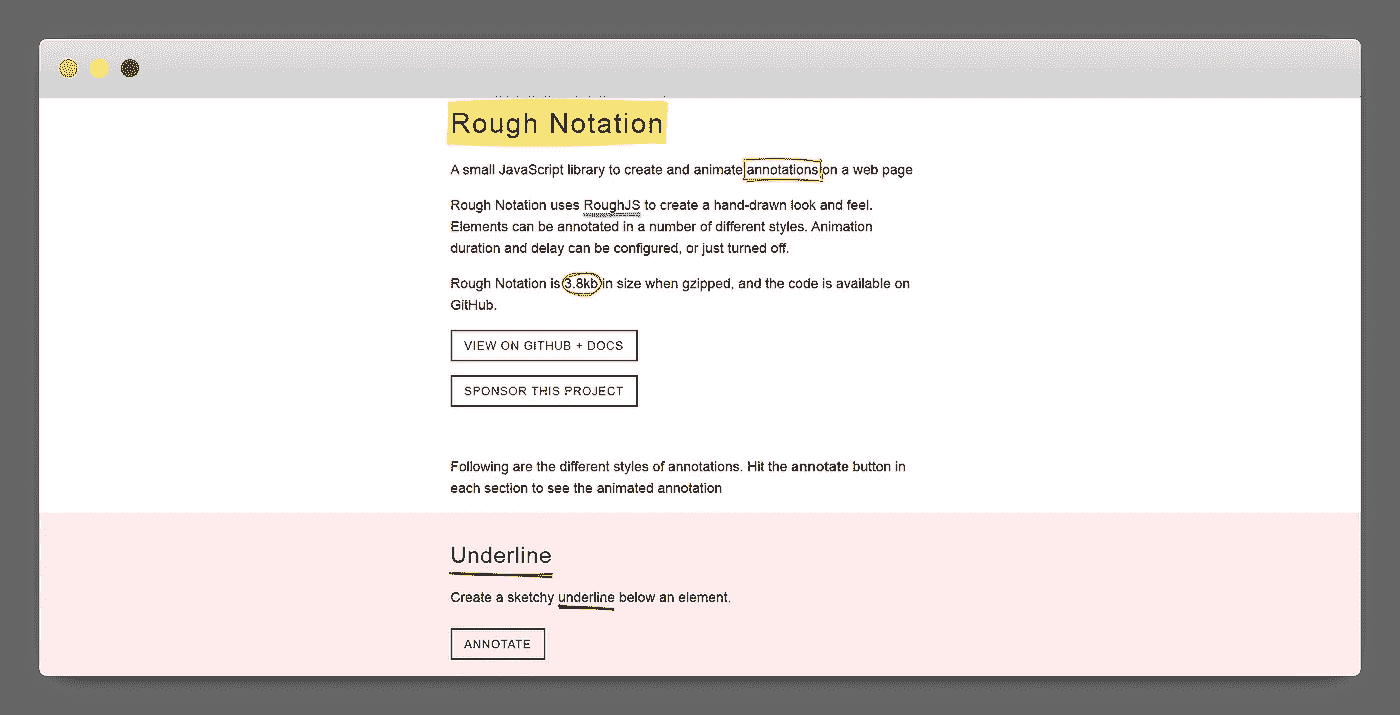 Rough Notation
A small JavaScript library to create and animate annotations on a web page
Rough Notation uses RoughJS to create a hand-drawn look and feel.
Elements can be annotated in a number of different styles. Animation
duration and delay can be configured, or just turned off.
Rough Notation is 3.8kb in size when gzipped, and the code is available on
GitHub.
VIEW ON GITHUB + DOCS
SPONSOR THIS PROJECT
Following are the different styles of annotations. Hit the annotate button in
each section to see the animated annotation
Underline
Create a sketchy underline below an element.
ANNOTATE